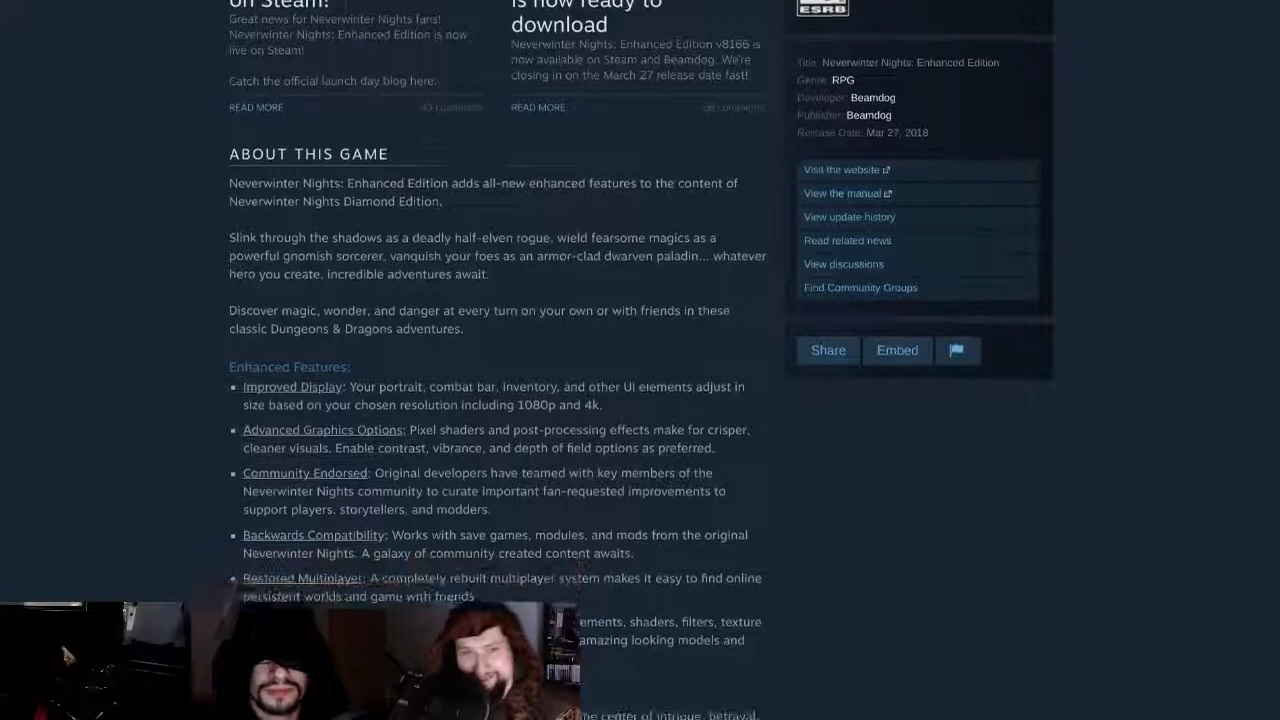 on Steam!
Great news for Neverwinter Nights fans!
Neverwinter Nights: Enhanced Edition is now
live on Steam!
Catch the official launch day blog here:
READ MORE 43 comments
is now ready to
download
Neverwinter Nights: Enhanced Edition v8166 is
now available on Steam and Beamdog. We're
closing in on the March 27 release date fast!
READ MORE comments
ABOUT THIS GAME
Neverwinter Nights: Enhanced Edition adds all-new enhanced features to the content of
Neverwinter Nights Diamond Edition.
Slink through the shadows as a deadly half-elven rogue, wield fearsome magics as a
powerful gnomish sorcerer, vanquish your foes as an armor-clad dwarven paladin... whatever
hero you create, incredible adventures await.
Discover magic, wonder, and danger at every turn on your own or with friends in these
classic Dungeons & Dragons adventures.
Enhanced Features:
Improved Display: Your portrait, combat bar, inventory, and other UI elements adjust in
size based on your chosen resolution including 1080p and 4k.
Advanced Graphics Options: Pixel shaders and post-processing effects make for crisper,
cleaner visuals. Enable contrast, vibrance, and depth of field options as preferred.
Community Endorsed: Original developers have teamed with key members of the
Neverwinter Nights community to curate important fan-requested improvements to
support players, storytellers, and modders.
Backwards Compatibility: Works with save games, modules, and mods from the original
Neverwinter Nights. A galaxy of community created content awaits.
Restored Multiplayer: A completely rebuilt multiplayer system makes it easy to find online
persistent worlds and game with friends
ements, shaders, filters, texture
amazing looking models and
the center of intrigue, betrayal,
ESRB
Title: Neverwinter Nights: Enhanced Edition
Genre: RPG
Developer: Beamdog
Publisher: Beamdog
Release Date: Mar 27, 2018
Visit the website
View the manual
View update history
Read related news
View discussions
Find Community Groups
Share Embed